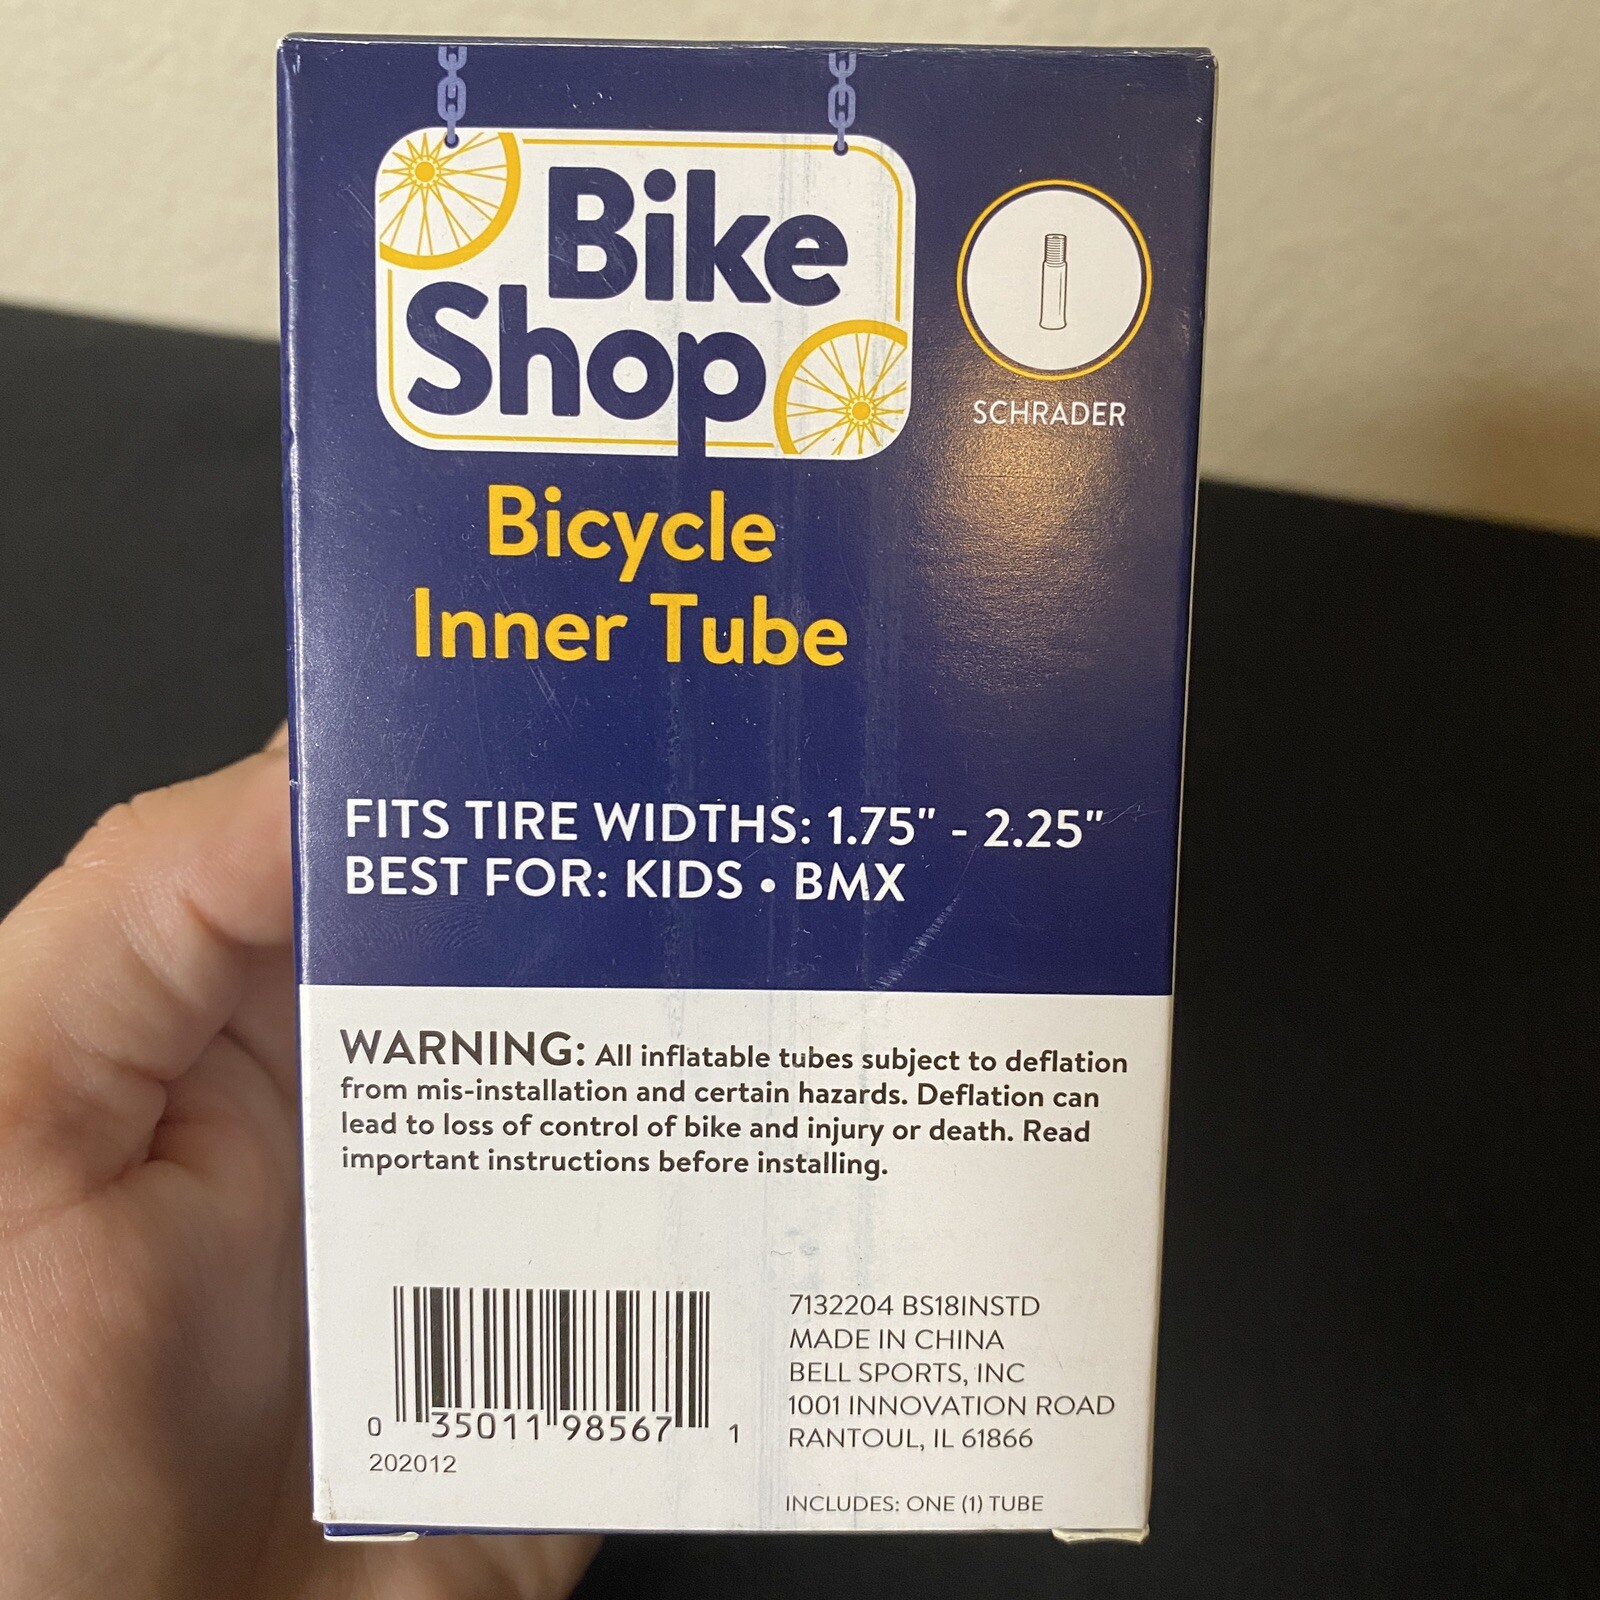 Bike
Shop
SCHRADER
Bicycle
Inner Tube
FITS TIRE WIDTHS: 1.75" - 2.25"
BEST FOR: KIDS • BMX
WARNING: All inflatable tubes subject to deflation
from mis-installation and certain hazards. Deflation can
lead to loss of control of bike and injury or death. Read
important instructions before installing.
0 35011 98567 1
202012
7132204 BS18INSTD
MADE IN CHINA
BELL SPORTS, INC
1001 INNOVATION ROAD
RANTOUL, IL 61866
INCLUDES: ONE (1) TUBE